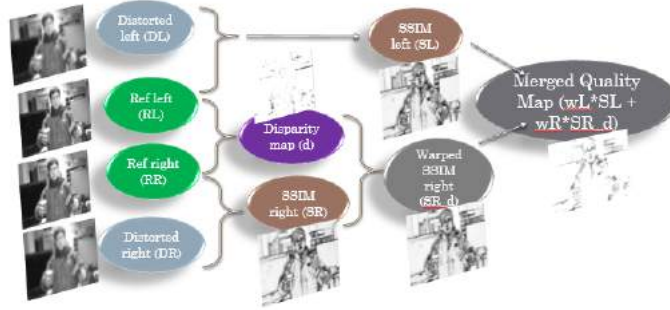 Distorted
left (DL)
SSIM
left (SL)
Ref left
(RL)
Merged Quality
Map (wL*SL +
wR*SR_d)
Disparity
map (d)
Ref right
(RR)
Warped
SSIM
right
(SR_d)
SSIM
right (SR)
Distorted
right (DR)